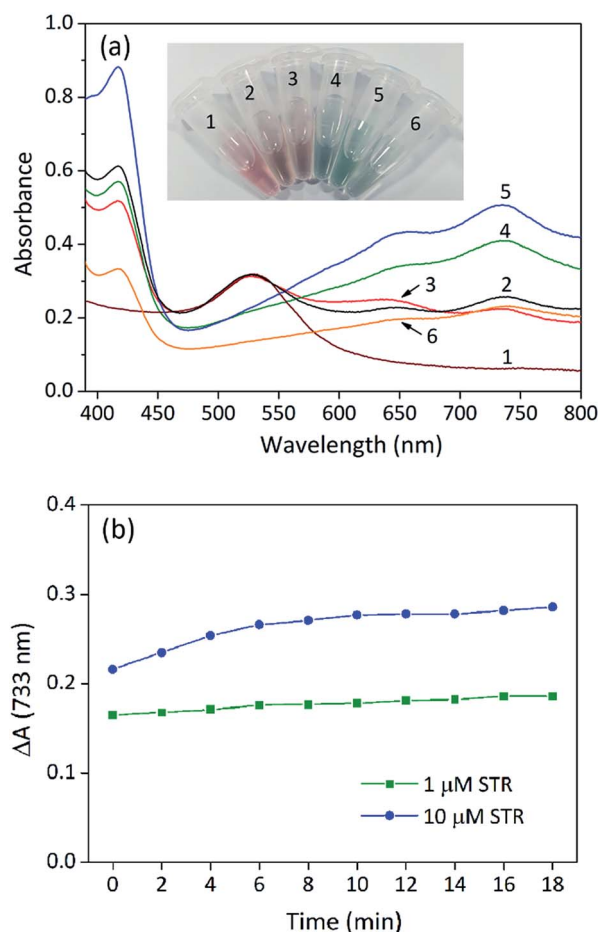 (a)
1.0
0.8
0.6
0.4
0.2
0.0
Absorbance
1 2 3 4 5 6
5
4
3
2
6
1
400 450 500 550 600 650 700 750 800
Wavelength (nm)
(b)
0.4
0.3
0.2
0.1
0.0
ΔA (733 nm)
1 μM STR
10 μM STR
0 2 4 6 8 10 12 14 16 18
Time (min)